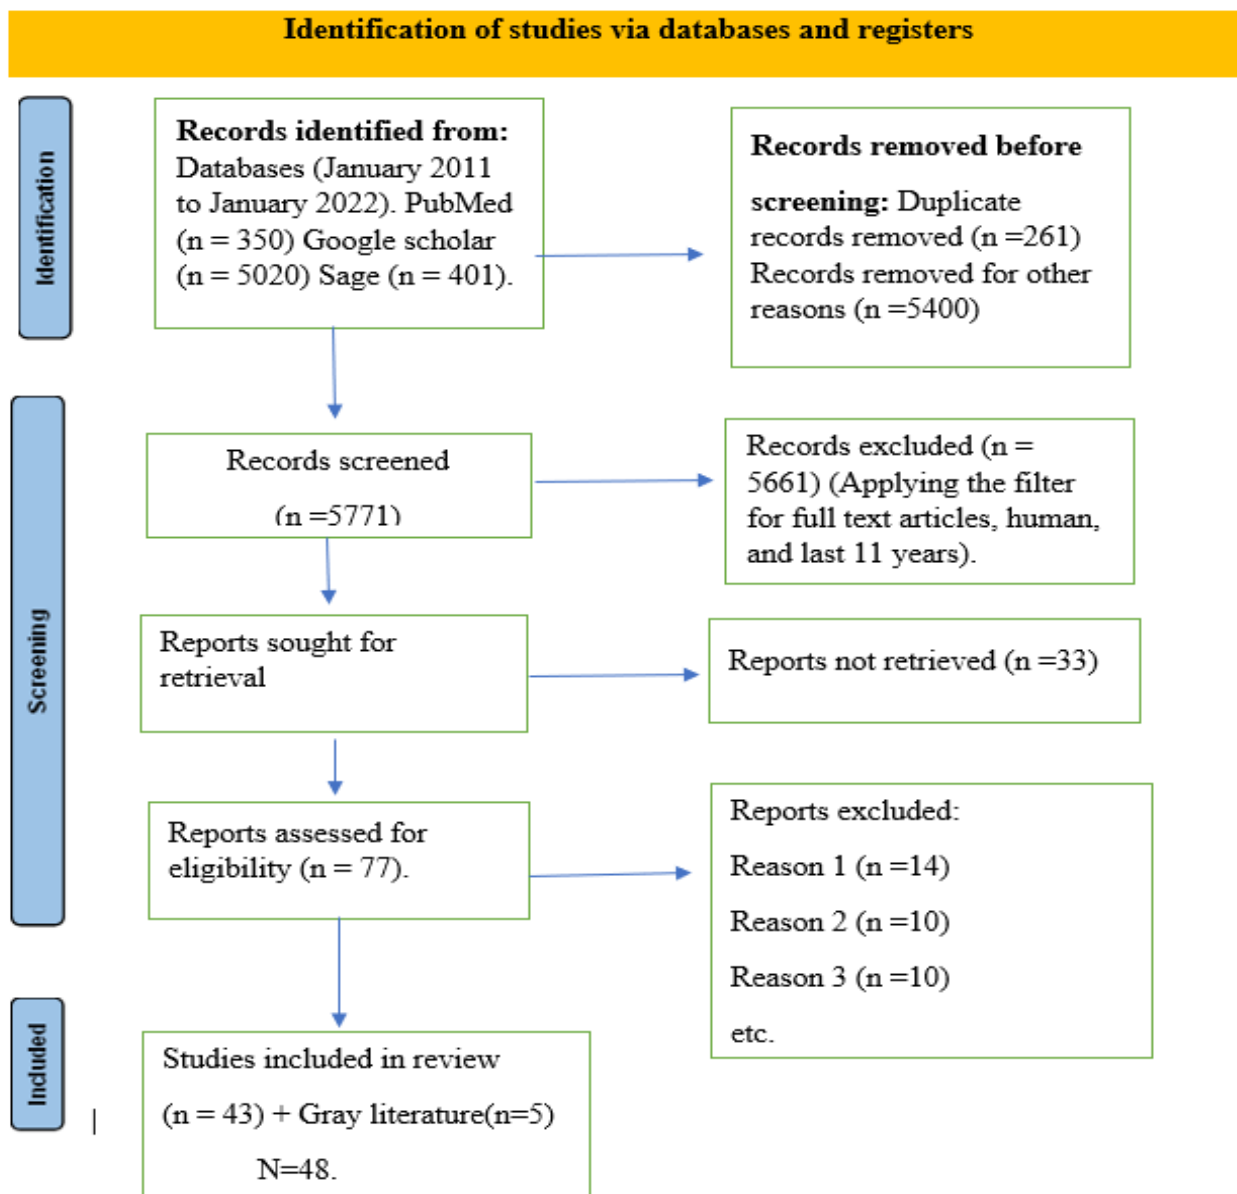 Identification of studies via databases and registers
Identification
Records identified from:
Databases (January 2011
to January 2022). PubMed
(n = 350) Google scholar
(n = 5020) Sage (n = 401).
Records removed before
screening: Duplicate
records removed (n =261)
Records removed for other
reasons (n =5400)
Screening
Records screened
(n =5771)
Records excluded (n =
5661) (Applying the filter
for full text articles, human,
and last 11 years).
Reports sought for
retrieval
Reports not retrieved (n =33)
Reports assessed for
eligibility (n = 77).
Reports excluded:
Reason 1 (n =14)
Reason 2 (n =10)
Reason 3 (n =10)
etc.
Included
Studies included in review
(n = 43) + Gray literature(n=5)
N=48.